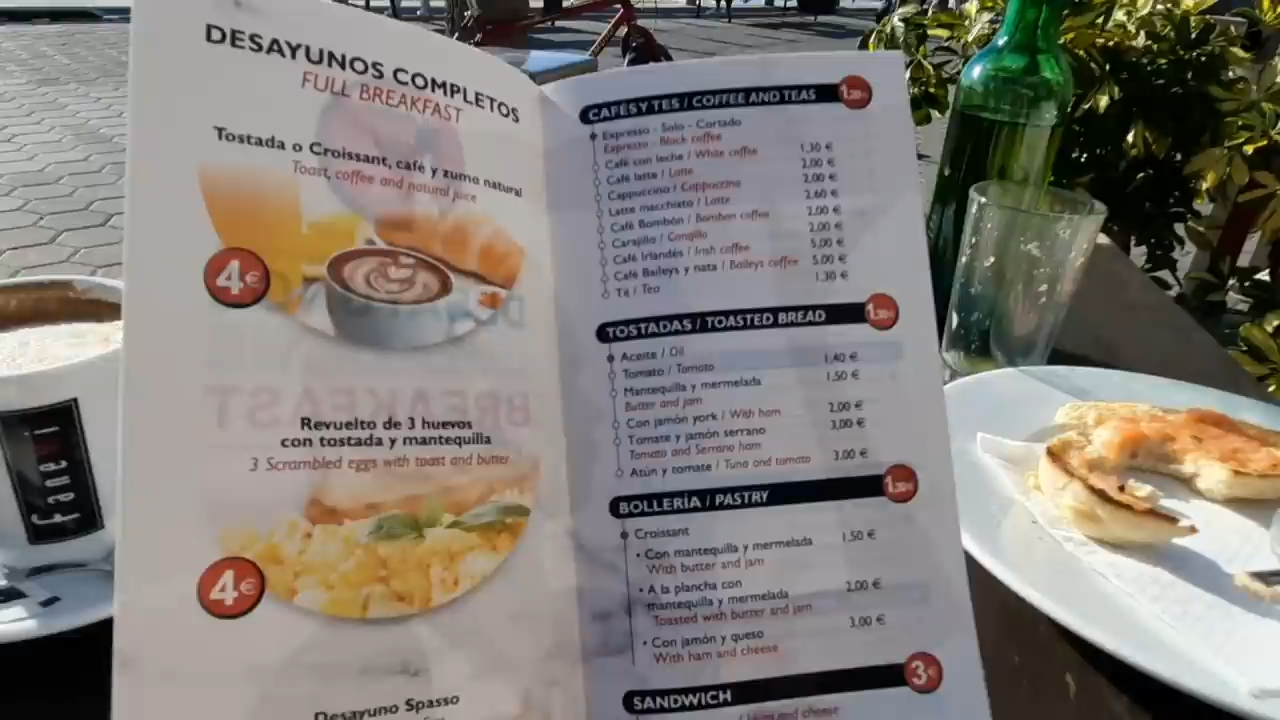 DESAYUNOS COMPLETOS
FULL BREAKFAST
Tostada o Croissant, café y zumo natural
Toast, coffee and natural juice
4€
Revuelto de 3 huevos
con tostada y mantequilla
3 Scrambled eggs with toast and butter
4€
Desayuno Spasso
CAFÉS Y TES / COFFEE AND TEAS
Expresso - Solo - Cortado
Expresso - Black coffee
Café con leche / White coffee 1,30 €
Café latte / Latte 2,00 €
Cappuccino / Cappuccino 2,00 €
Latte macchiato / Latte 2,60 €
Café Bombón / Bombon coffee 2,00 €
Carajillo / Carajillo 2,00 €
Café Irlandés / Irish coffee 5,00 €
Café Baileys y nata / Baileys coffee 5,00 €
Té / Tea 1,30 €
TOSTADAS / TOASTED BREAD
Aceite / Oil
Tomato / Tomato 1,40 €
Mantequilla y mermelada 1,50 €
Butter and jam
Con jamón york / With ham 2,00 €
Tomate y jamón serrano 3,00 €
Tomato and Serrano ham
Atún y tomate / Tuna and tomato 3,00 €
BOLLERÍA / PASTRY
Croissant
• Con mantequilla y mermelada 1,50 €
With butter and jam
• A la plancha con
mantequilla y mermelada 2,00 €
Toasted with butter and jam
• Con jamón y queso 3,00 €
With ham and cheese
SANDWICH 3€
and cheese